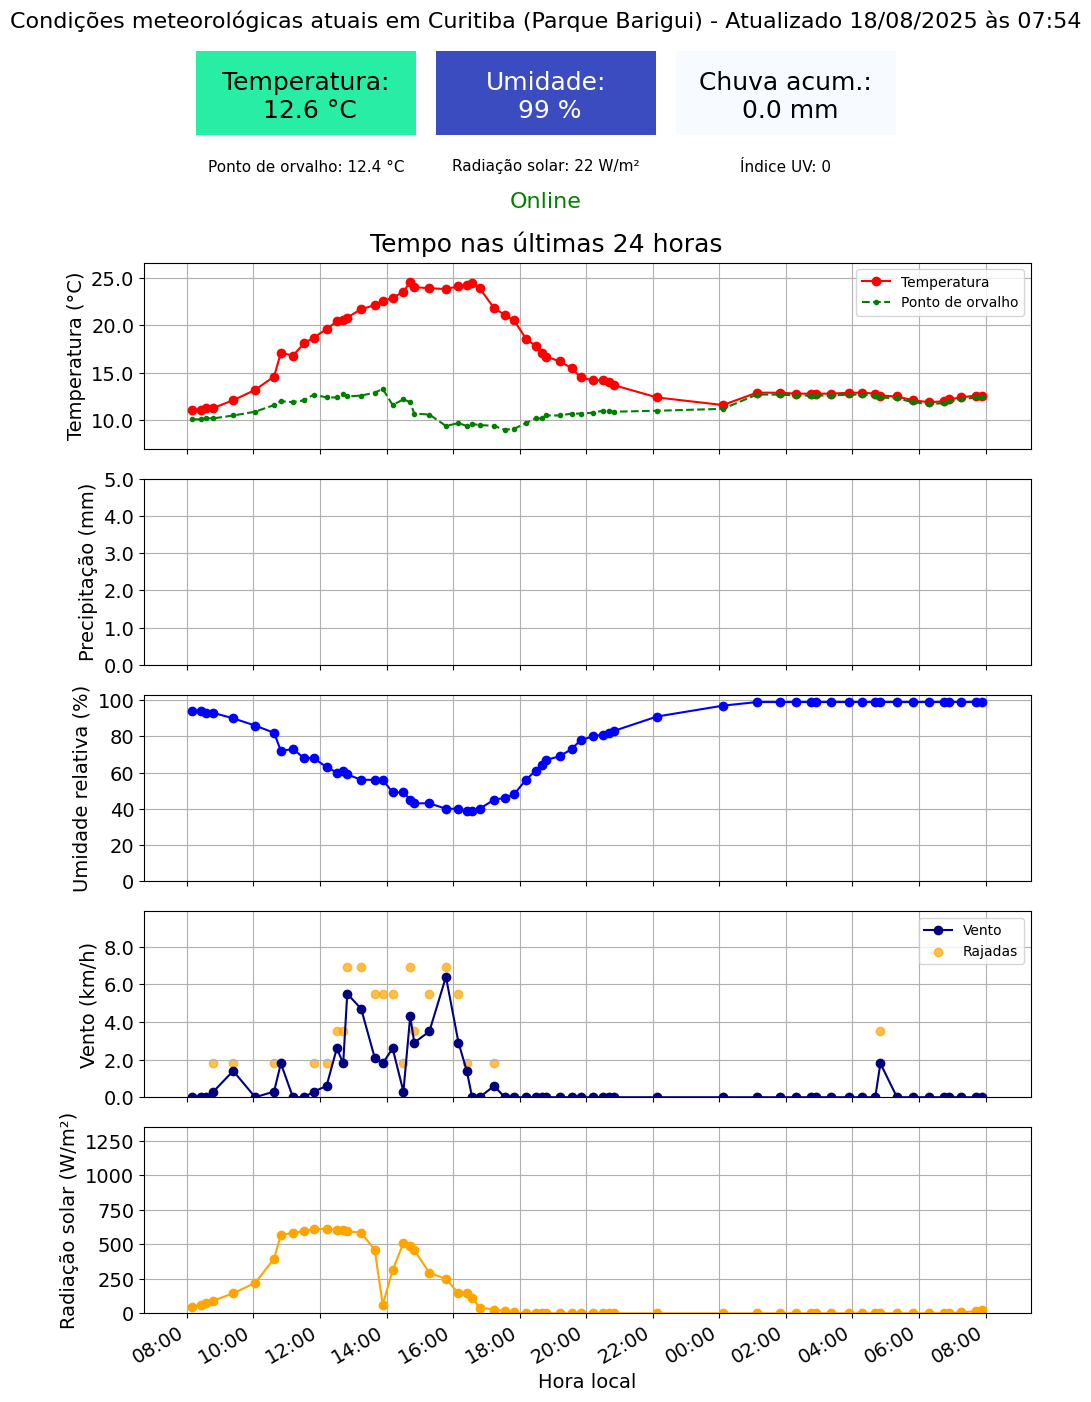 Condições meteorológicas atuais em Curitiba (Parque Barigui) - Atualizado 18/08/2025 às 07:54
Temperatura:
12.6 °C
Umidade:
99 %
Chuva acum.:
0.0 mm
Ponto de orvalho: 12.4 °C
Radiação solar: 22 W/m²
Índice UV: 0
Online
Tempo nas últimas 24 horas
Temperatura (°C)
25.0
20.0
15.0
10.0
Temperatura
Ponto de orvalho
Precipitação (mm)
5.0
4.0
3.0
2.0
1.0
0.0
Umidade relativa (%)
100
80
60
40
20
0
Vento (km/h)
8.0
6.0
4.0
2.0
0.0
Vento
Rajadas
Radiação solar (W/m²)
1250
1000
750
500
250
0
08:00
10:00
12:00
14:00
16:00
18:00
20:00
22:00
00:00
02:00
04:00
06:00
08:00
Hora local